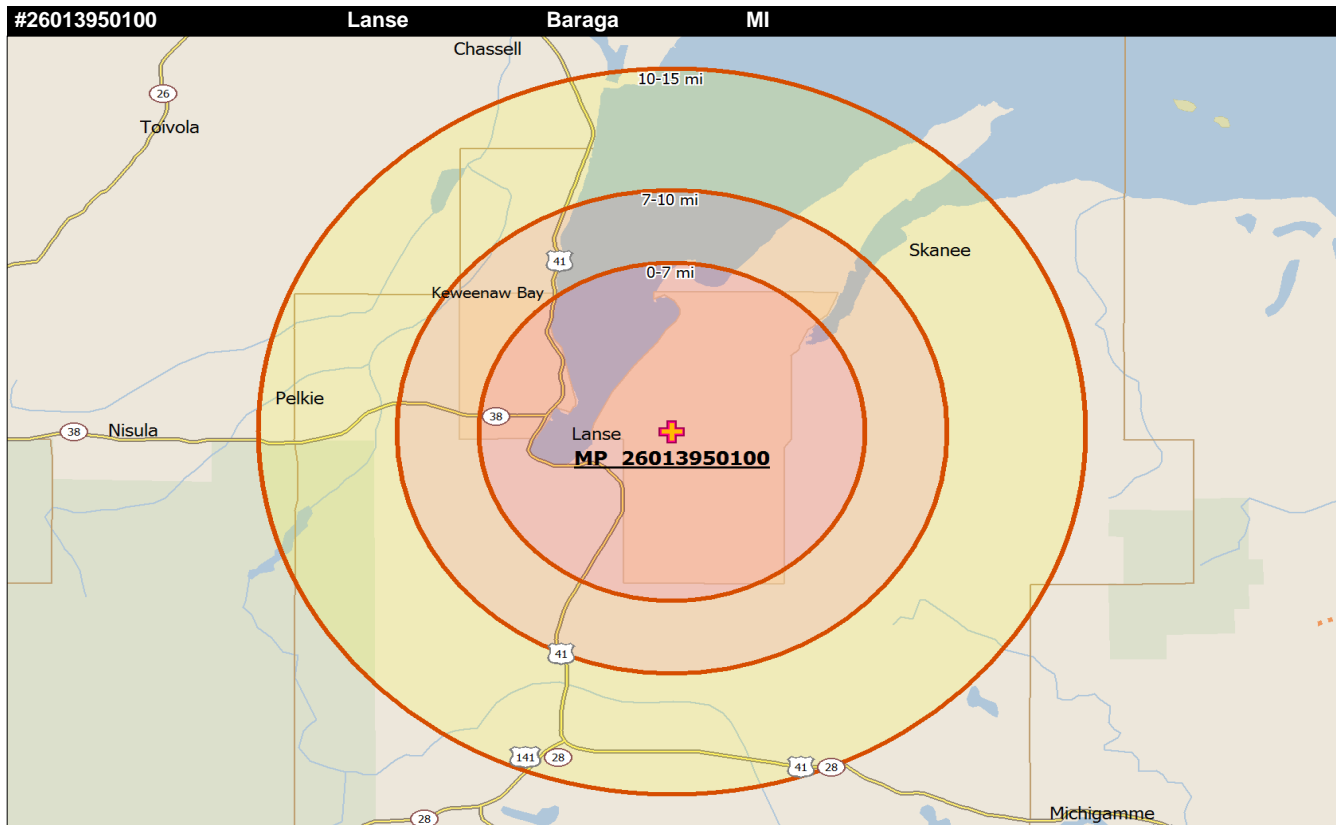 #26013950100 Lanse Baraga MI
Chassell
10-15 mi
26
Toivola
7-10 mi
Skanee
41
0-7 mi
Keweenaw Bay
Pelkie
38
38
Nisula
Lanse
MP 26013950100
41
141
28
41
28
Michigamme
28